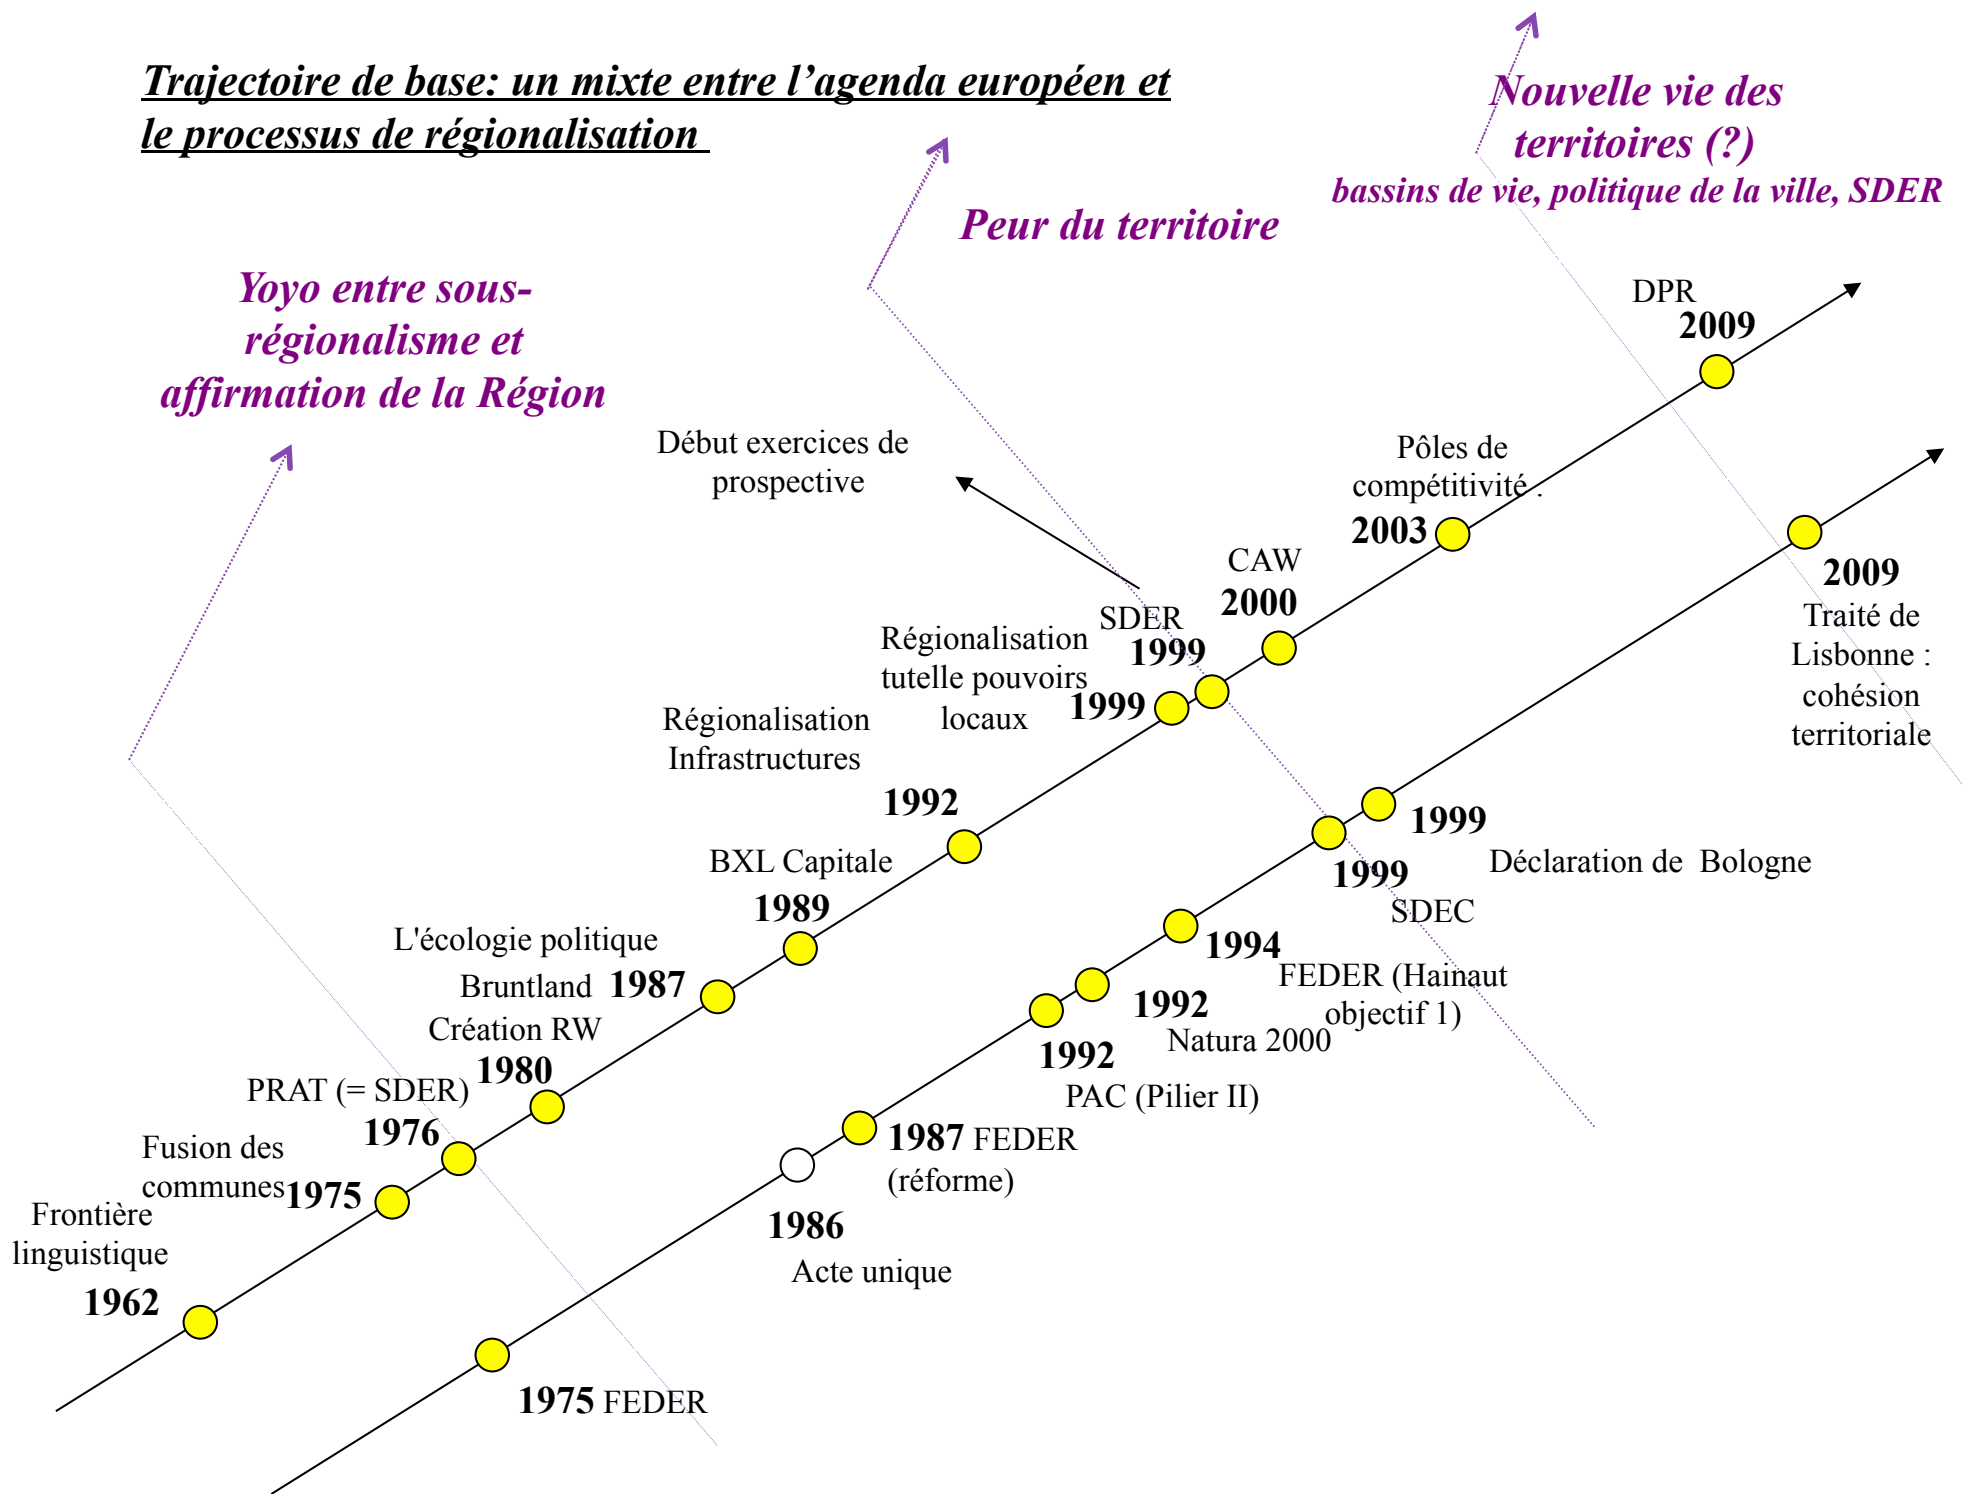 Trajectoire de base: un mixte entre l’agenda européen et
le processus de régionalisation
Nouvelle vie des
territoires (?)
bassins de vie, politique de la ville, SDER
Peur du territoire
Yoyo entre sous-
régionalisme et
affirmation de la Région
DPR
2009
Début exercices de
prospective
Pôles de
compétitivité :
2003
CAW
2000
SDER
1999
Régionalisation
tutelle pouvoirs
locaux
1999
Régionalisation
Infrastructures
1992
BXL Capitale
1989
L'écologie politique
Bruntland 1987
Création RW
1980
PRAT (= SDER)
1976
Fusion des
communes
1975
Frontière
linguistique
1962
2009
Traité de
Lisbonne :
cohésion
territoriale
1999
Déclaration de Bologne
1999
SDEC
1994
FEDER (Hainaut
objectif 1)
1992
Natura 2000
1992
PAC (Pilier II)
1987 FEDER
(réforme)
1986
Acte unique
1975 FEDER